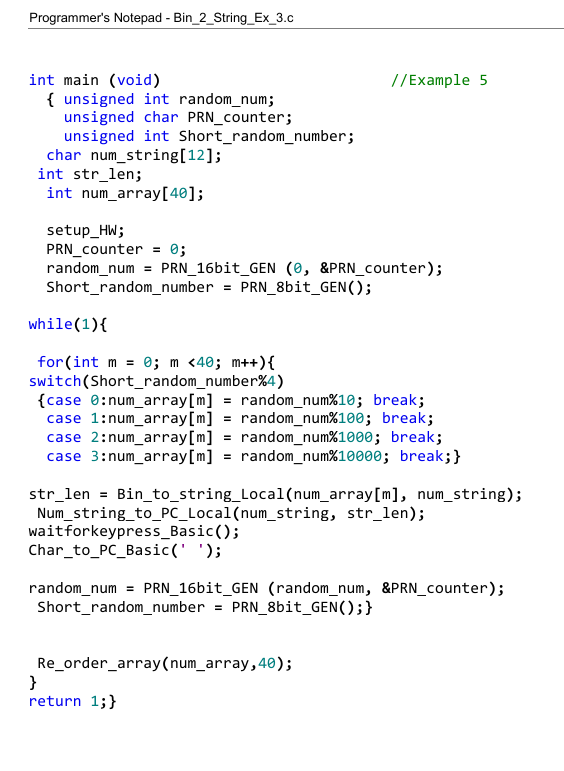 Programmer's Notepad - Bin_2_String_Ex_3.c
int main (void) //Example 5
{ unsigned int random_num;
unsigned char PRN_counter;
unsigned int Short_random_number;
char num_string[12];
int str_len;
int num_array[40];
setup_HW;
PRN_counter = 0;
random_num = PRN_16bit_GEN (0, &PRN_counter);
Short_random_number = PRN_8bit_GEN();
while(1){
for(int m = 0; m <40; m++){
switch(Short_random_number%4)
{case 0:num_array[m] = random_num%10; break;
case 1:num_array[m] = random_num%100; break;
case 2:num_array[m] = random_num%1000; break;
case 3:num_array[m] = random_num%10000; break;}
str_len = Bin_to_string_Local(num_array[m], num_string);
Num_string_to_PC_Local(num_string, str_len);
waitforkeypress_Basic();
Char_to_PC_Basic(' ');
random_num = PRN_16bit_GEN (random_num, &PRN_counter);
Short_random_number = PRN_8bit_GEN();}
Re_order_array(num_array,40);
}
return 1;}